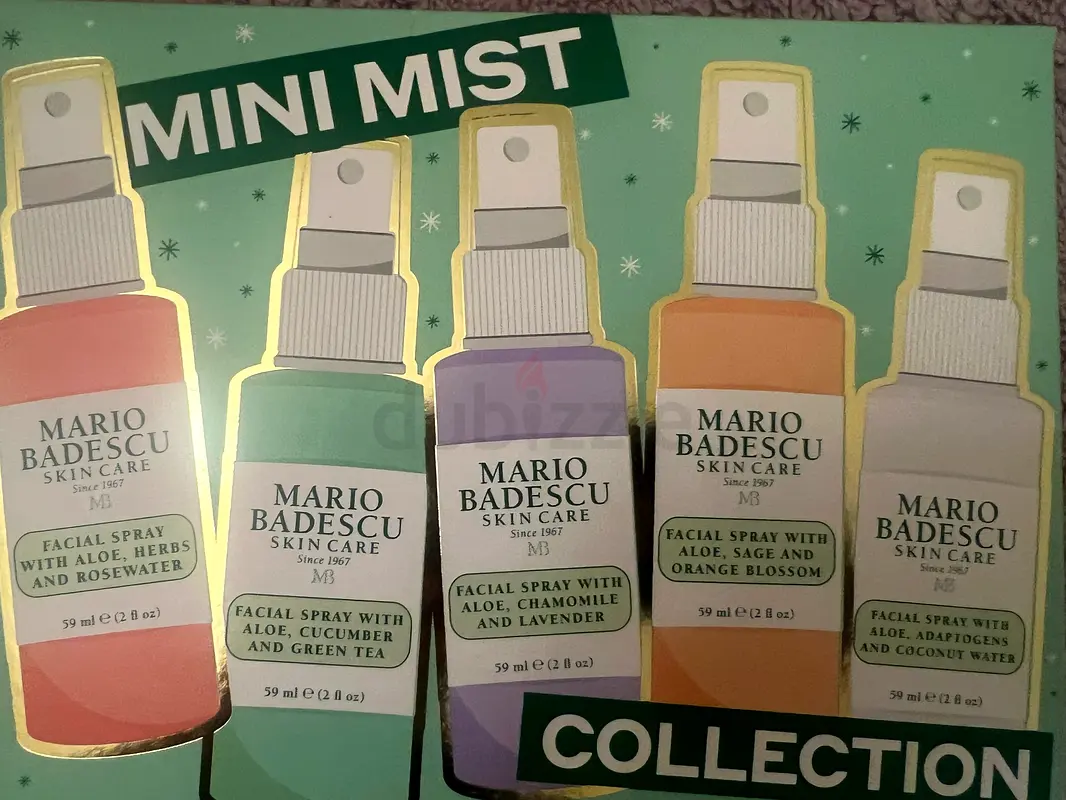 MINI MIST
MARIO
BADESCU
SKIN CARE
Since 1967
MB
FACIAL SPRAY
WITH ALOE, HERBS
AND ROSEWATER
59 ml ℮ (2 fl oz)
MARIO
BADESCU
SKIN CARE
Since 1967
MB
FACIAL SPRAY WITH
ALOE, CUCUMBER
AND GREEN TEA
59 ml ℮ (2 fl oz)
MARIO
BADESCU
SKIN CARE
Since 1967
MB
FACIAL SPRAY WITH
ALOE, CHAMOMILE
AND LAVENDER
59 ml ℮ (2 fl oz)
MARIO
BADESCU
SKIN CARE
Since 1967
MB
FACIAL SPRAY WITH
ALOE, SAGE AND
ORANGE BLOSSOM
59 ml ℮ (2 fl oz)
MARIO
BADESCU
SKIN CARE
Since 1967
MB
FACIAL SPRAY WITH
ALOE, ADAPTOGENS
AND COCONUT WATER
59 ml ℮ (2 fl oz)
COLLECTION
dubizzle